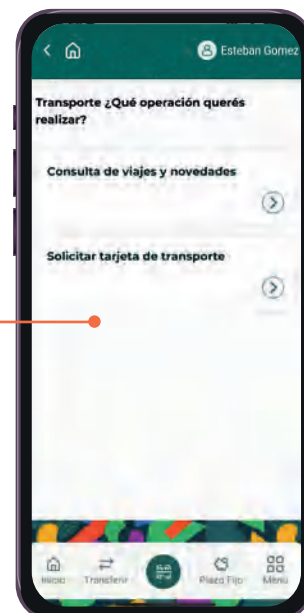 Esteban Gomez
Transporte ¿Qué operación querés
realizar?
Consulta de viajes y novedades
Solicitar tarjeta de transporte
Inicio
Transferir
Plazo Fijo
Menú